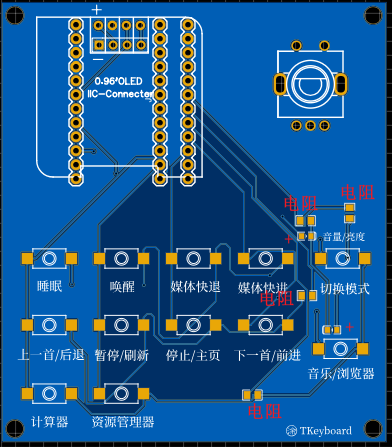 +
0.96'OLED
IIC-Connector
−
电阻
电阻
+
音量/亮度
睡眠
唤醒
媒体快退
媒体快进
切换模式
电阻
+
上一首/后退
暂停/刷新
停止/主页
下一首/前进
音乐/浏览器
计算器
资源管理器
电阻
TKeyboard